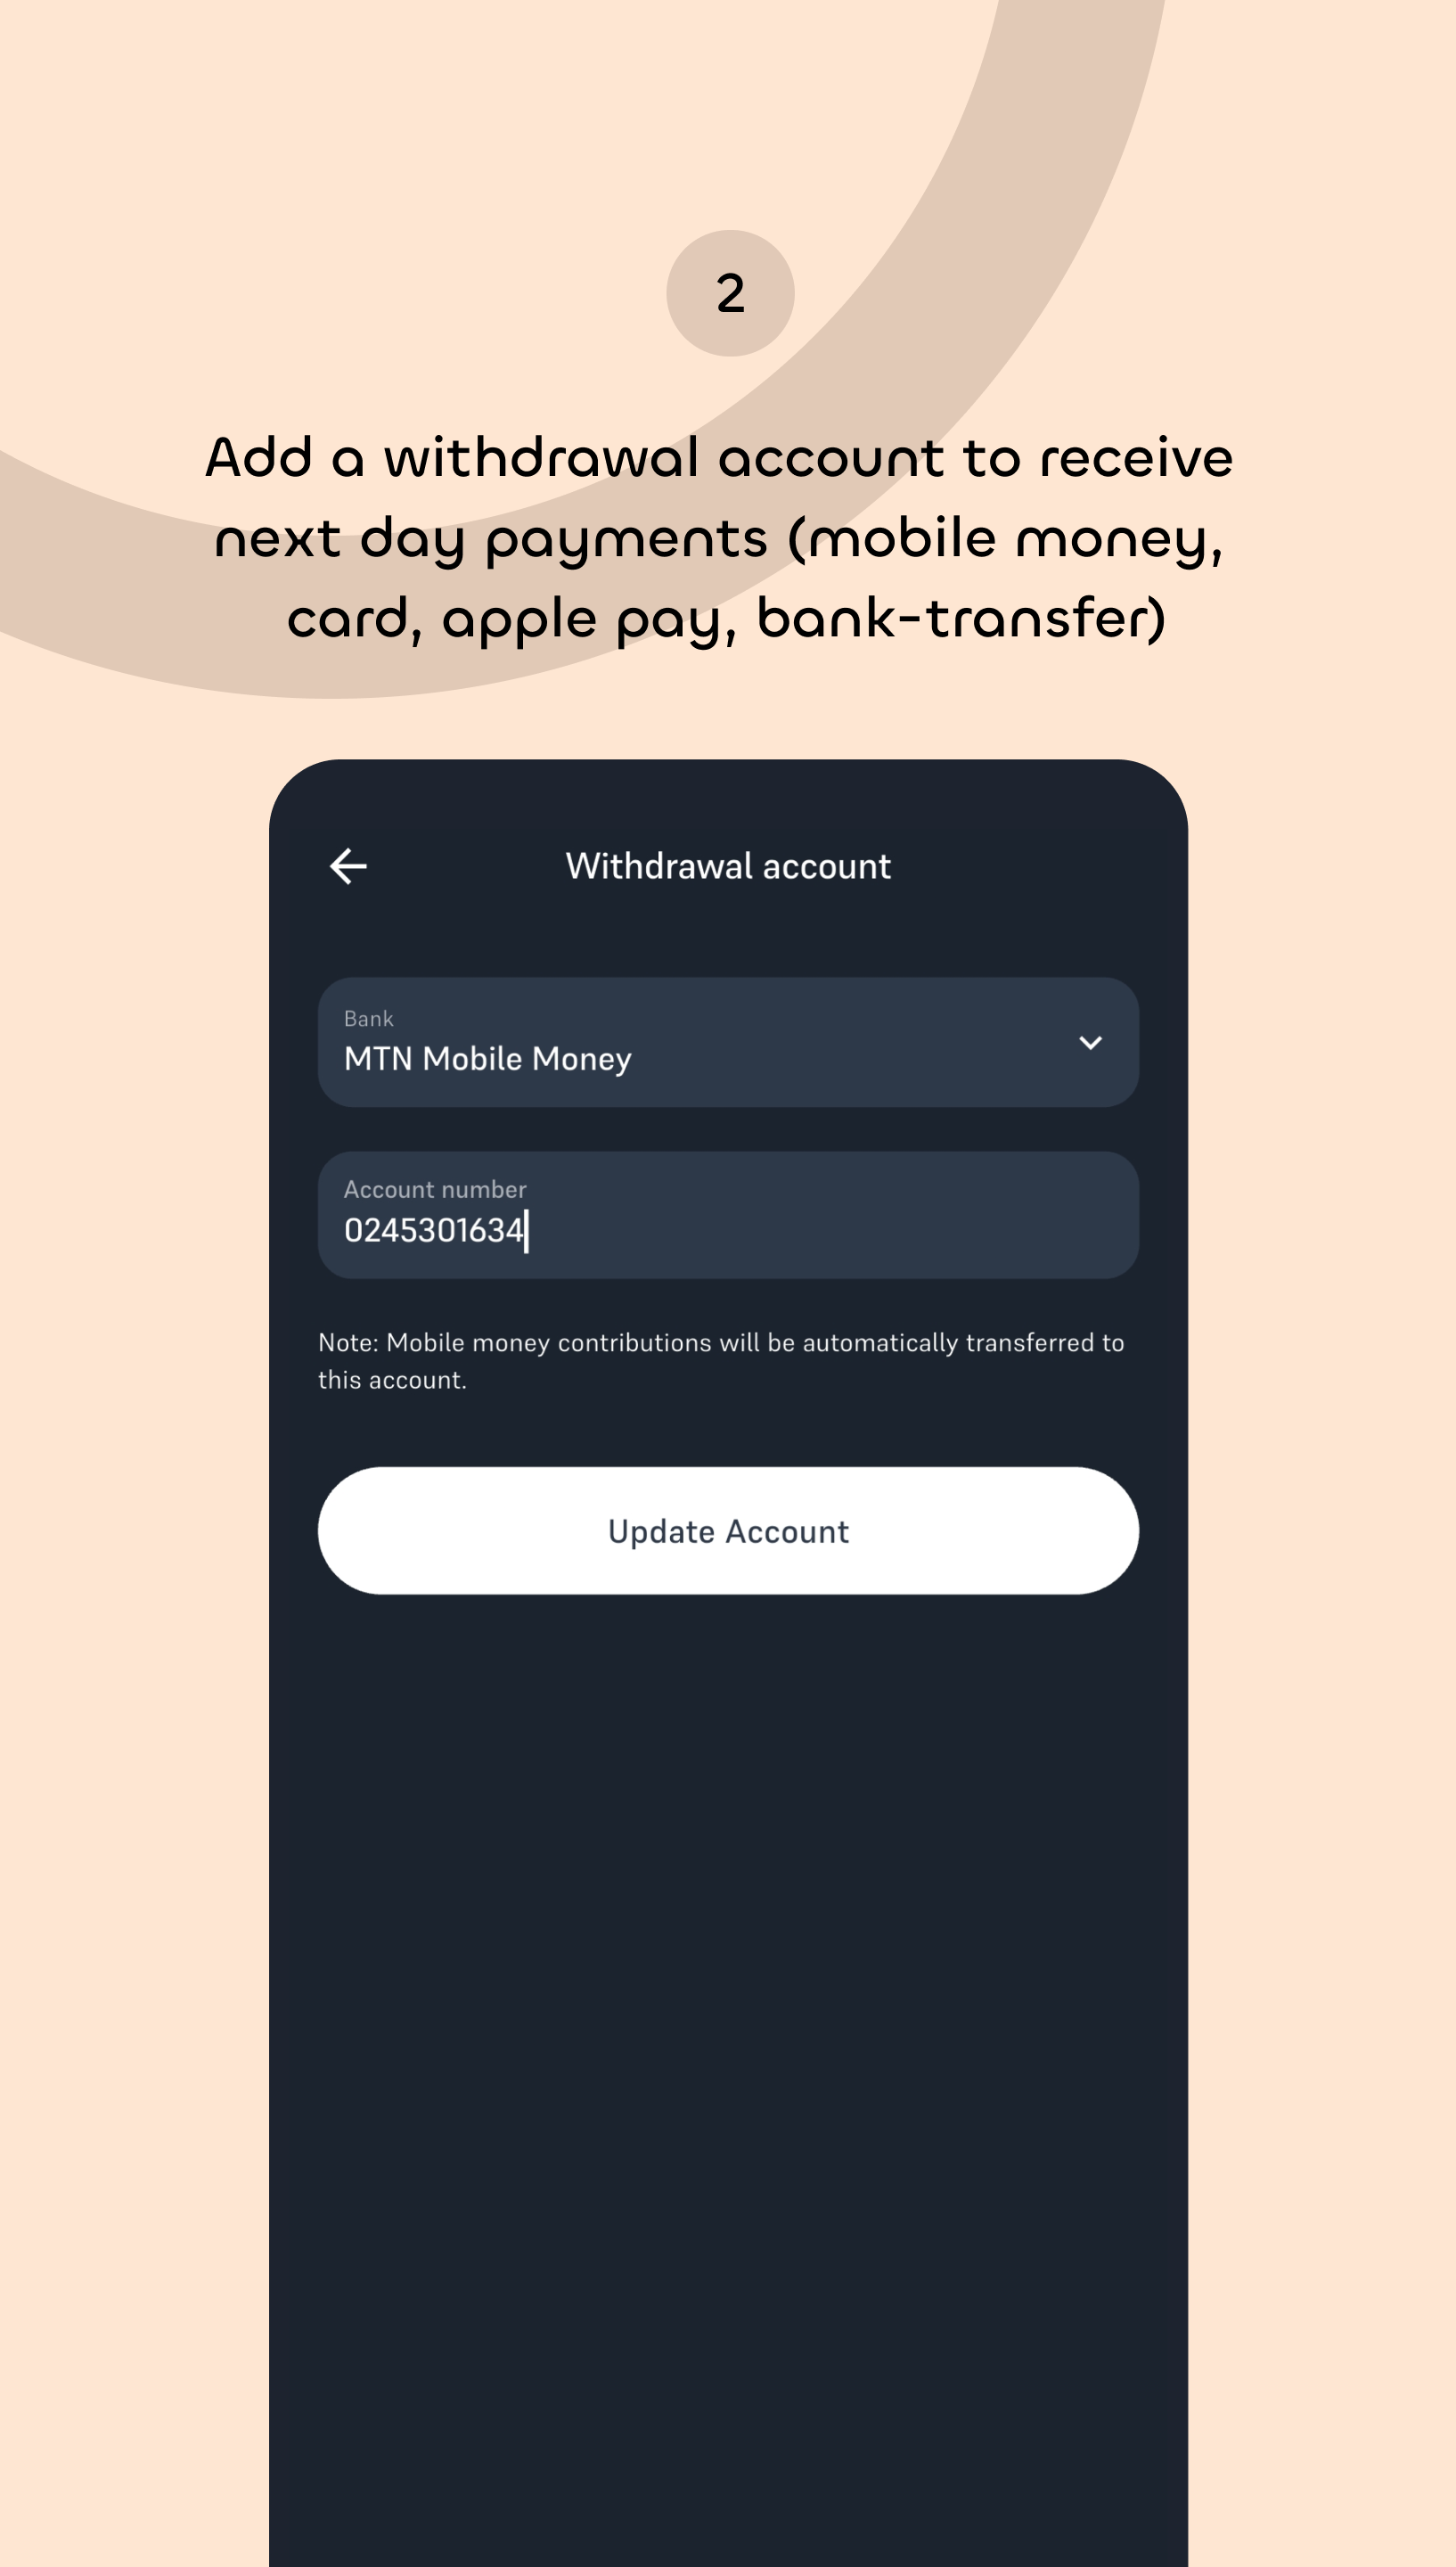 2
Add a withdrawal account to receive
next day payments (mobile money,
card, apple pay, bank-transfer)
Withdrawal account
Bank
MTN Mobile Money
Account number
0245301634
Note: Mobile money contributions will be automatically transferred to
this account.
Update Account